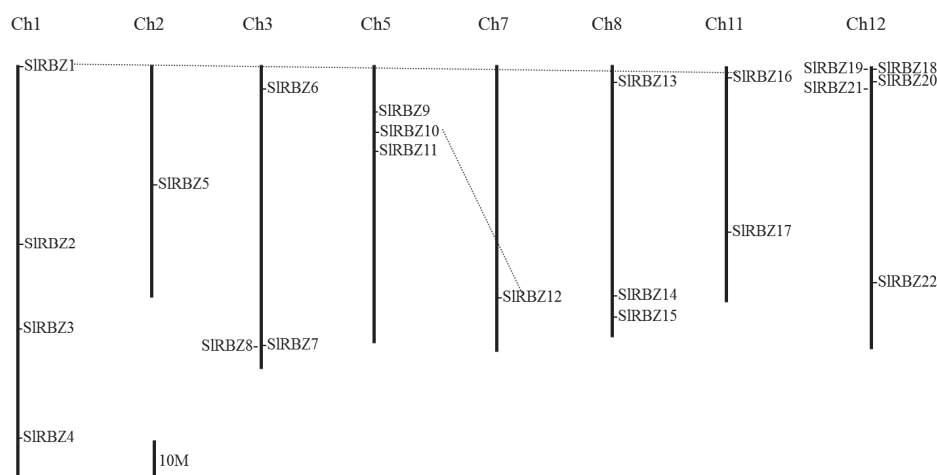 Ch1 Ch2 Ch3 Ch5 Ch7 Ch8 Ch11 Ch12
SlRBZ1
SlRBZ2
SlRBZ3
SlRBZ4
SlRBZ5
10M
SlRBZ6
SlRBZ8 SlRBZ7
SlRBZ9
SlRBZ10
SlRBZ11
SlRBZ12
SlRBZ13
SlRBZ14
SlRBZ15
SlRBZ16
SlRBZ17
SlRBZ19 SlRBZ18
SlRBZ20
SlRBZ21
SlRBZ22